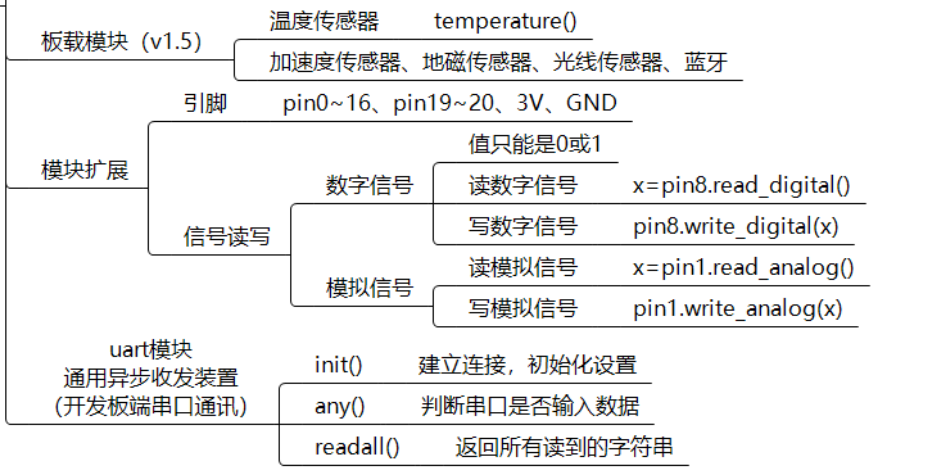 板载模块（v1.5）
温度传感器 temperature()
加速度传感器、地磁传感器、光线传感器、蓝牙
模块扩展
引脚 pin0~16、pin19~20、3V、GND
信号读写
数字信号
值只能是0或1
读数字信号 x=pin8.read_digital()
写数字信号 pin8.write_digital(x)
模拟信号
读模拟信号 x=pin1.read_analog()
写模拟信号 pin1.write_analog(x)
uart模块
通用异步收发装置
（开发板端串口通讯）
init() 建立连接，初始化设置
any() 判断串口是否输入数据
readall() 返回所有读到的字符串